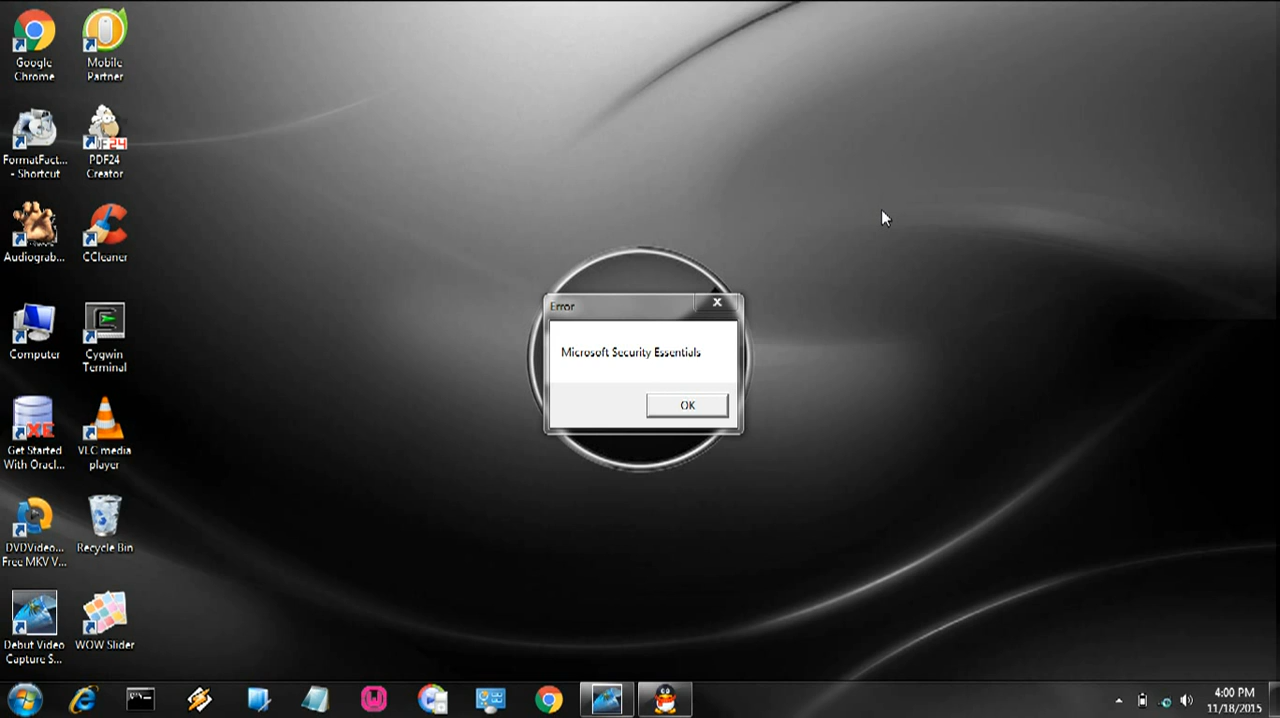 Google
Chrome
Mobile
Partner
FormatFact...
- Shortcut
PDF24
Creator
Audiograb...
CCleaner
Computer
Cygwin
Terminal
Get Started
With Oracl...
VLC media
player
DVDVideo...
Free MKV V...
Recycle Bin
Debut Video
Capture S...
WOW Slider
Error
Microsoft Security Essentials
OK
4:00 PM
11/18/2015